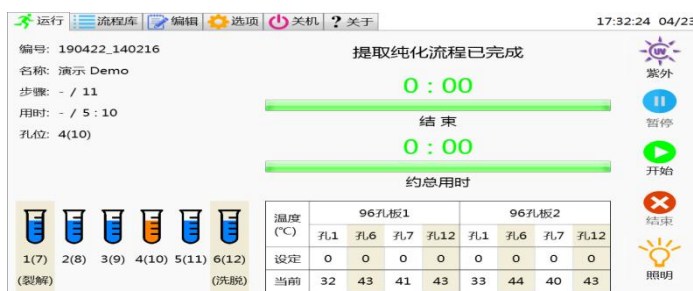 运行 流程库 编辑 选项 关机 ? 关于 17:32:24 04/23
编号: 190422_140216
名称: 演示 Demo
步骤: - / 11
用时: - / 5 : 10
孔位: 4(10)
提取纯化流程已完成
0 : 00
结 束
0 : 00
约总用时
UV
紫外
暂停
开始
结束
照明
1(7) 2(8) 3(9) 4(10) 5(11) 6(12)
(裂解) (洗脱)
温度 (℃) 96孔板1 96孔板2
孔1 孔6 孔7 孔12 孔1 孔6 孔7 孔12
设定 0 0 0 0 0 0 0 0
当前 32 43 41 43 33 44 40 43